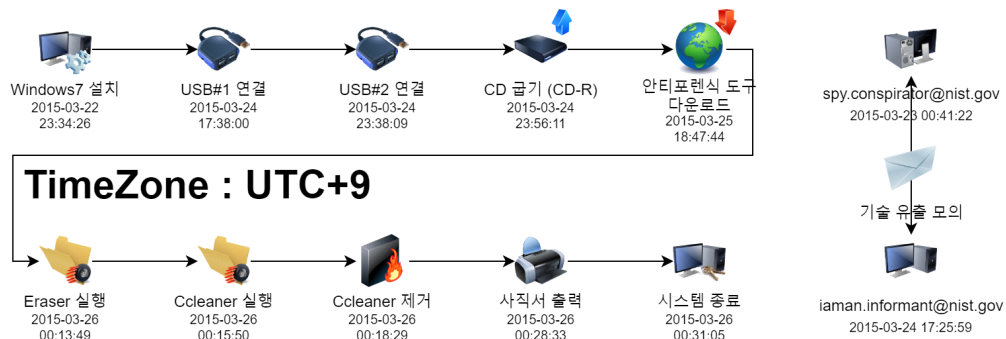 Windows7 설치
2015-03-22
23:34:26
USB#1 연결
2015-03-24
17:38:00
USB#2 연결
2015-03-24
23:38:09
CD 굽기 (CD-R)
2015-03-24
23:56:11
안티포렌식 도구
다운로드
2015-03-25
18:47:44
TimeZone : UTC+9
Eraser 실행
2015-03-26
00:13:49
Ccleaner 실행
2015-03-26
00:15:50
Ccleaner 제거
2015-03-26
00:18:29
사직서 출력
2015-03-26
00:28:33
시스템 종료
2015-03-26
00:31:05
spy.conspirator@nist.gov
2015-03-23 00:41:22
기술 유출 모의
iaman.informant@nist.gov
2015-03-24 17:25:59